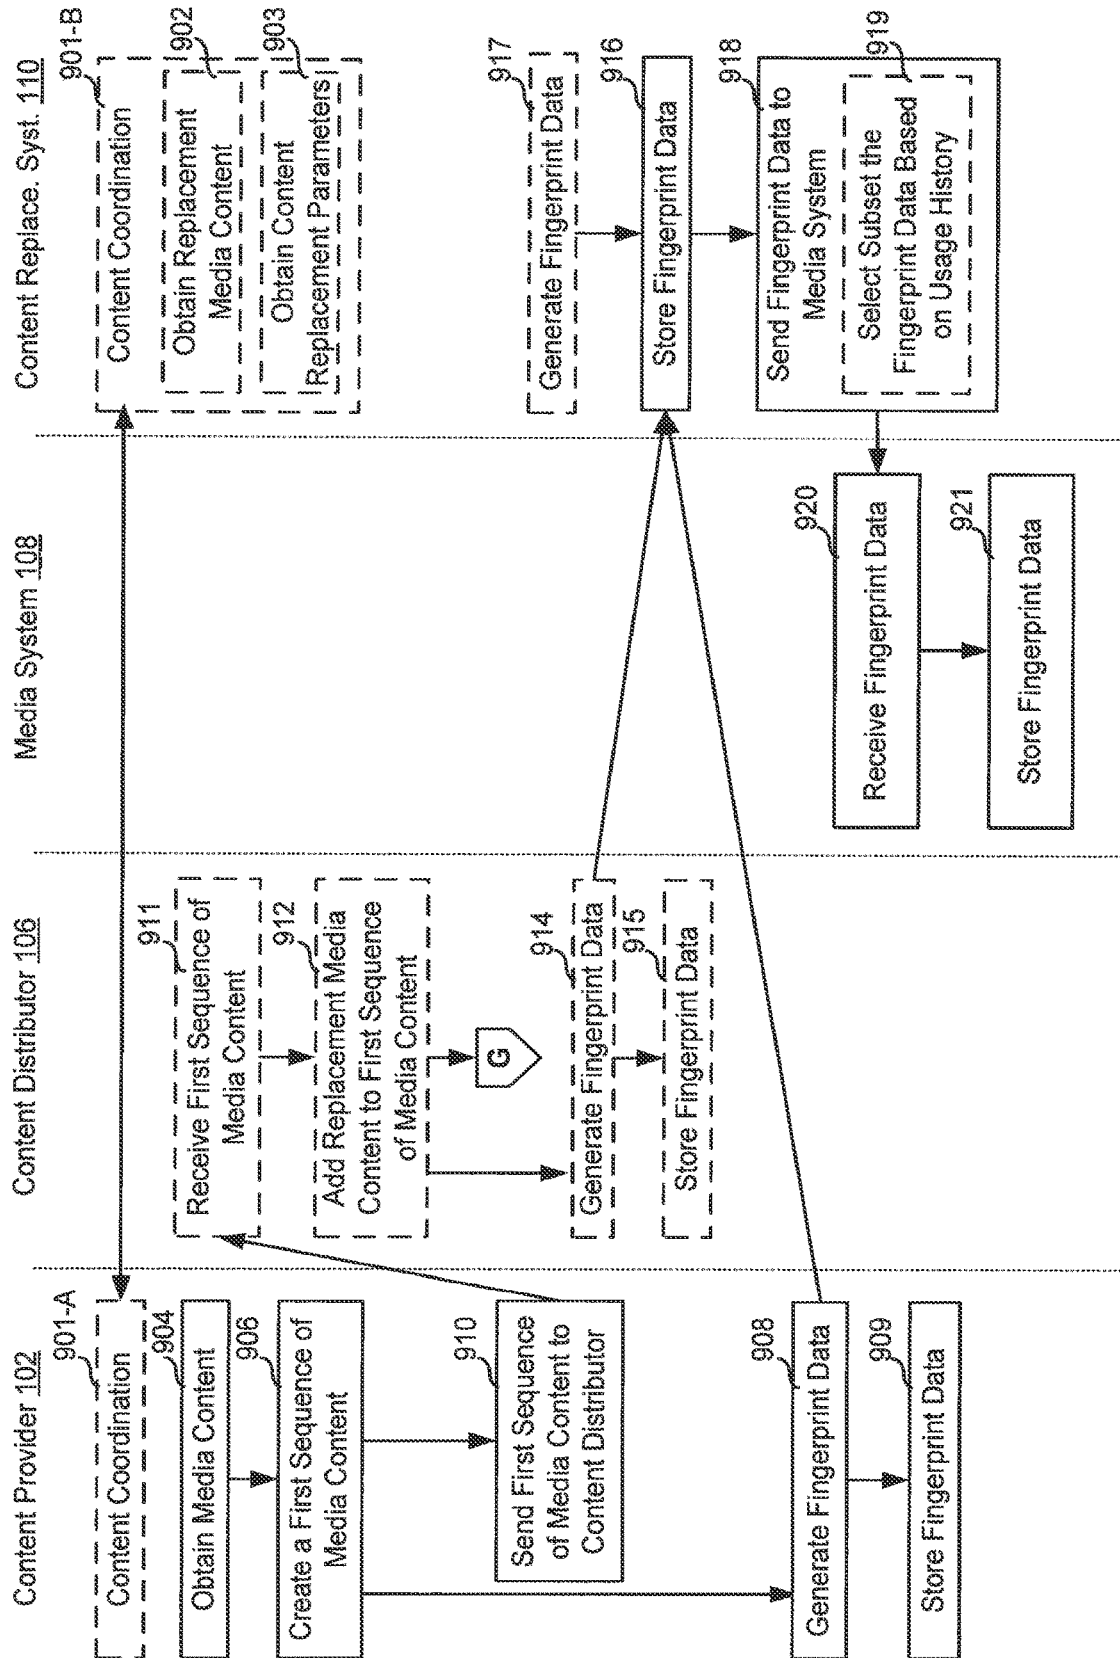 Content Provider 102
901-A
Content Coordination
904
Obtain Media Content
906
Create a First Sequence of
Media Content
910
Send First Sequence
of Media Content to
Content Distributor
908
Generate Fingerprint Data
909
Store Fingerprint Data
Content Distributor 106
911
Receive First Sequence of
Media Content
912
Add Replacement Media
Content to First Sequence
of Media Content
G
914
Generate Fingerprint Data
915
Store Fingerprint Data
Media System 108
920
Receive Fingerprint Data
921
Store Fingerprint Data
Content Replace. Syst. 110
901-B
Content Coordination
902
Obtain Replacement
Media Content
903
Obtain Content
Replacement Parameters
917
Generate Fingerprint Data
916
Store Fingerprint Data
918
Send Fingerprint Data to
Media System
919
Select Subset the
Fingerprint Data Based
on Usage History